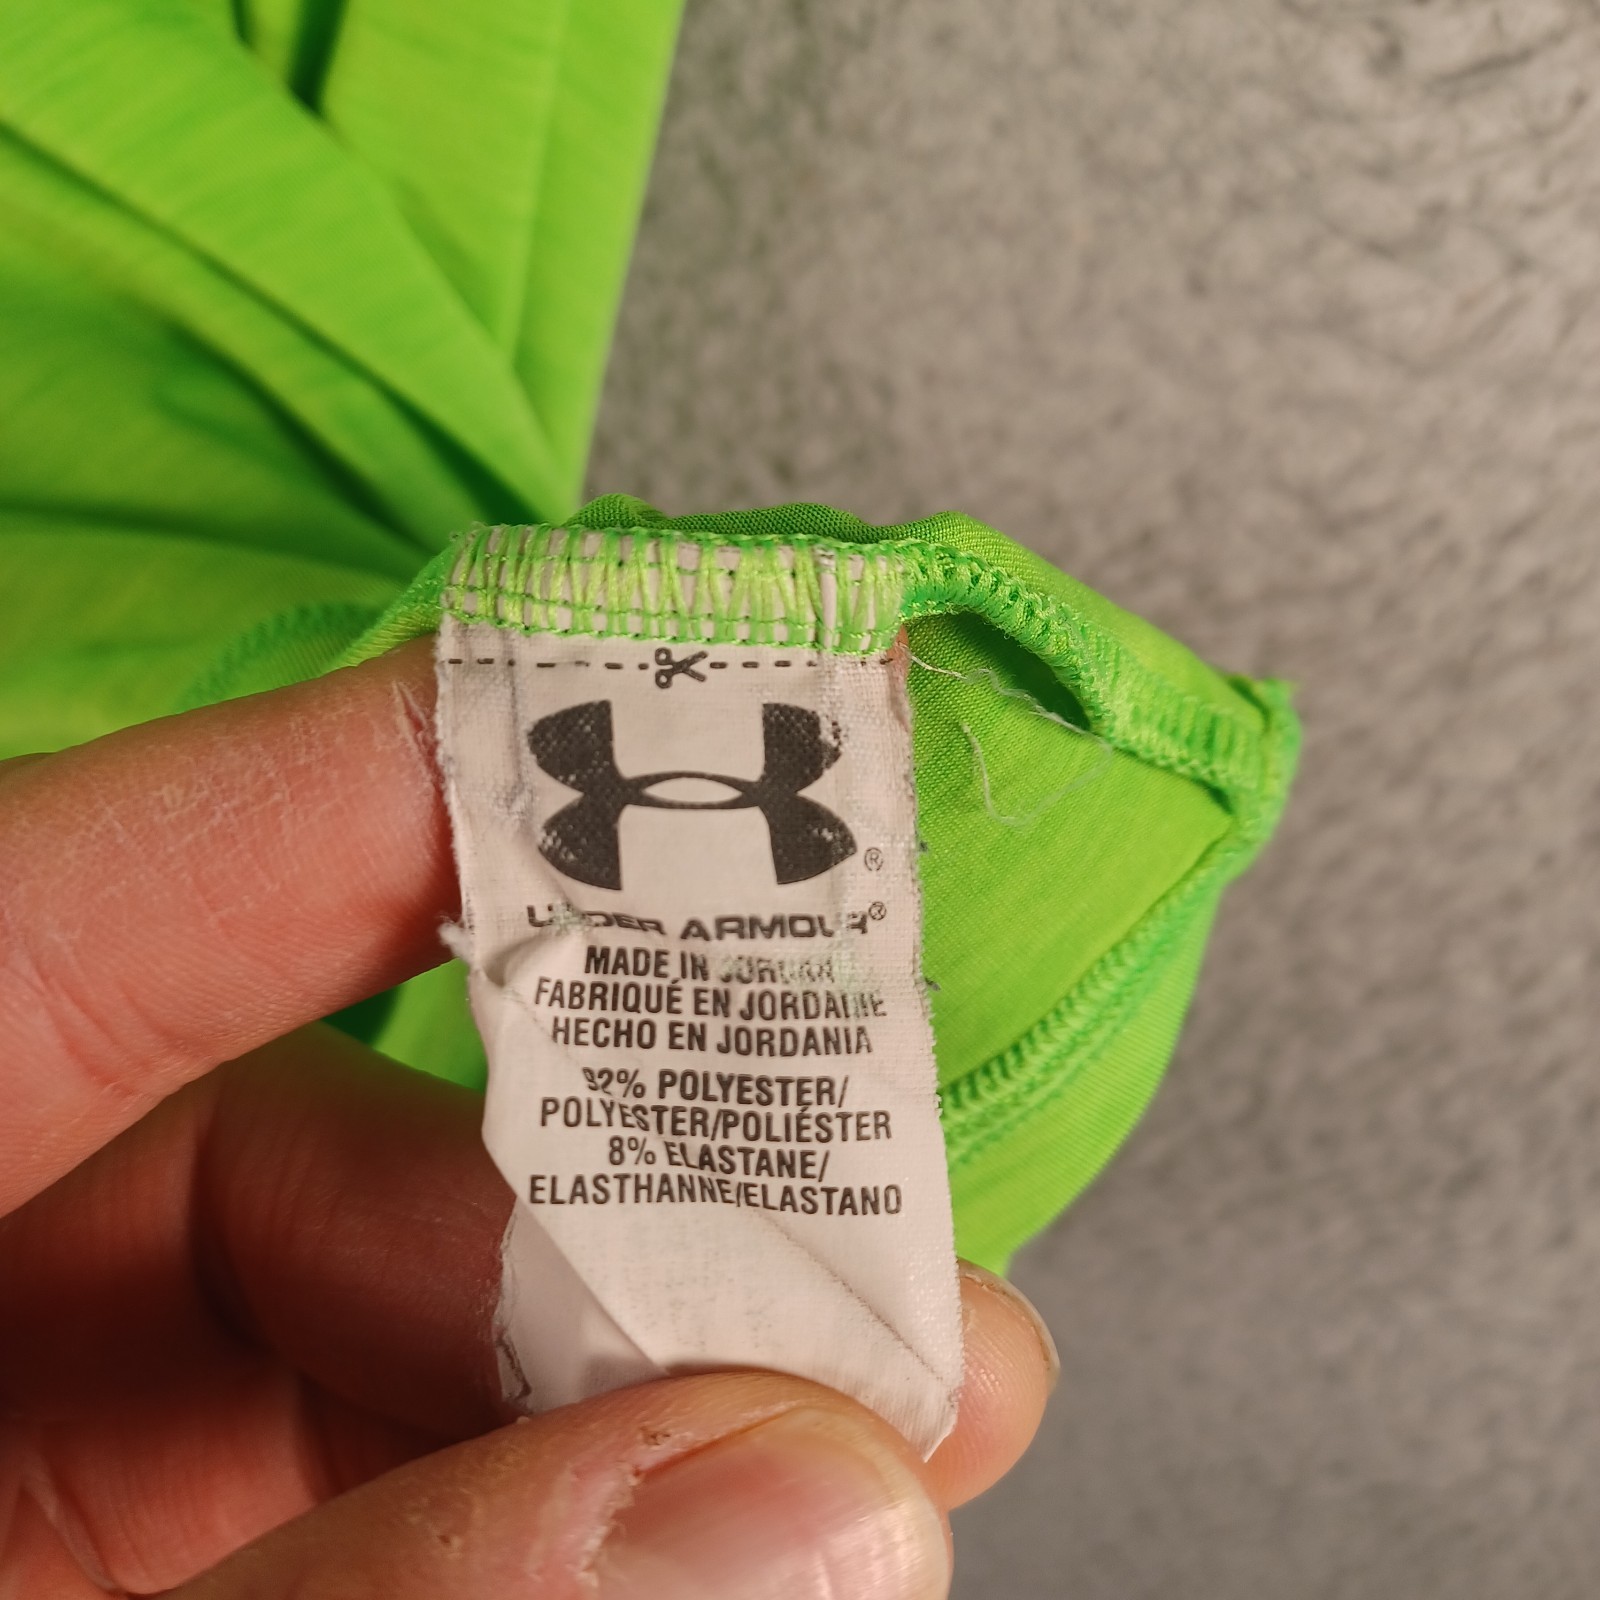 ®
UNDER ARMOUR®
MADE IN JORDAN
FABRIQUÉ EN JORDANIE
HECHO EN JORDANIA
92% POLYESTER/
POLYESTER/POLIÉSTER
8% ELASTANE/
ELASTHANNE/ELASTANO